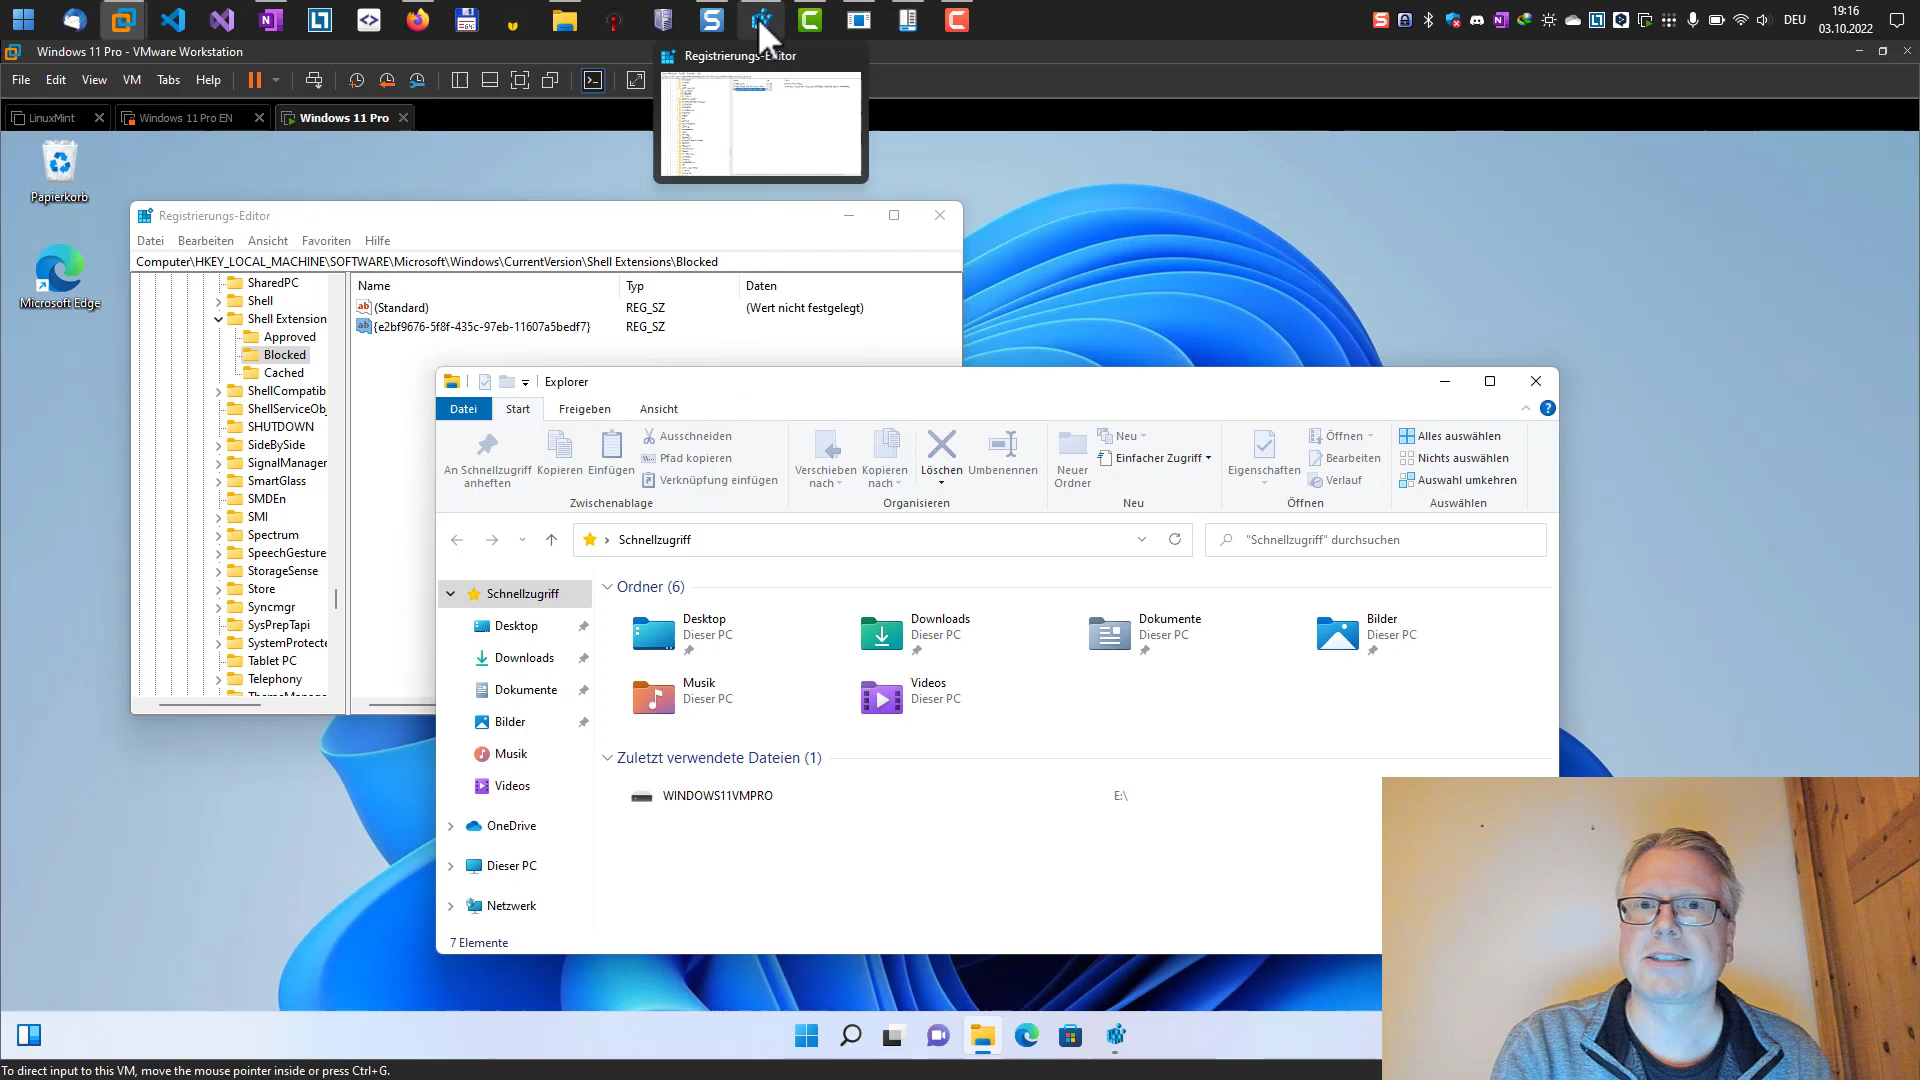 DEU
19:16
03.10.2022
Windows 11 Pro - VMware Workstation
File Edit View VM Tabs Help
LinuxMint
Windows 11 Pro EN
Windows 11 Pro
Registrierungs-Editor
Papierkorb
Microsoft Edge
Registrierungs-Editor
Datei Bearbeiten Ansicht Favoriten Hilfe
Computer\HKEY_LOCAL_MACHINE\SOFTWARE\Microsoft\Windows\CurrentVersion\Shell Extensions\Blocked
SharedPC
Shell
Shell Extension
Approved
Blocked
Cached
ShellCompatib
ShellServiceObj
SHUTDOWN
SideBySide
SignalManager
SmartGlass
SMDEn
SMI
Spectrum
SpeechGesture
StorageSense
Store
Syncmgr
SysPrepTapi
SystemProtecte
Tablet PC
Telephony
Name Typ Daten
(Standard) REG_SZ (Wert nicht festgelegt)
{e2bf9676-5f8f-435c-97eb-11607a5bedf7} REG_SZ
Explorer
Datei Start Freigeben Ansicht
An Schnellzugriff
anheften
Kopieren
Einfügen
Ausschneiden
Pfad kopieren
Verknüpfung einfügen
Zwischenablage
Verschieben
nach
Kopieren
nach
Löschen
Umbenennen
Organisieren
Neuer
Ordner
Neu
Einfacher Zugriff
Neu
Eigenschaften
Öffnen
Bearbeiten
Verlauf
Öffnen
Alles auswählen
Nichts auswählen
Auswahl umkehren
Auswählen
Schnellzugriff
"Schnellzugriff" durchsuchen
Schnellzugriff
Desktop
Downloads
Dokumente
Bilder
Musik
Videos
OneDrive
Dieser PC
Netzwerk
Ordner (6)
Desktop
Dieser PC
Downloads
Dieser PC
Dokumente
Dieser PC
Bilder
Dieser PC
Musik
Dieser PC
Videos
Dieser PC
Zuletzt verwendete Dateien (1)
WINDOWS11VMPRO E:\
7 Elemente
To direct input to this VM, move the mouse pointer inside or press Ctrl+G.